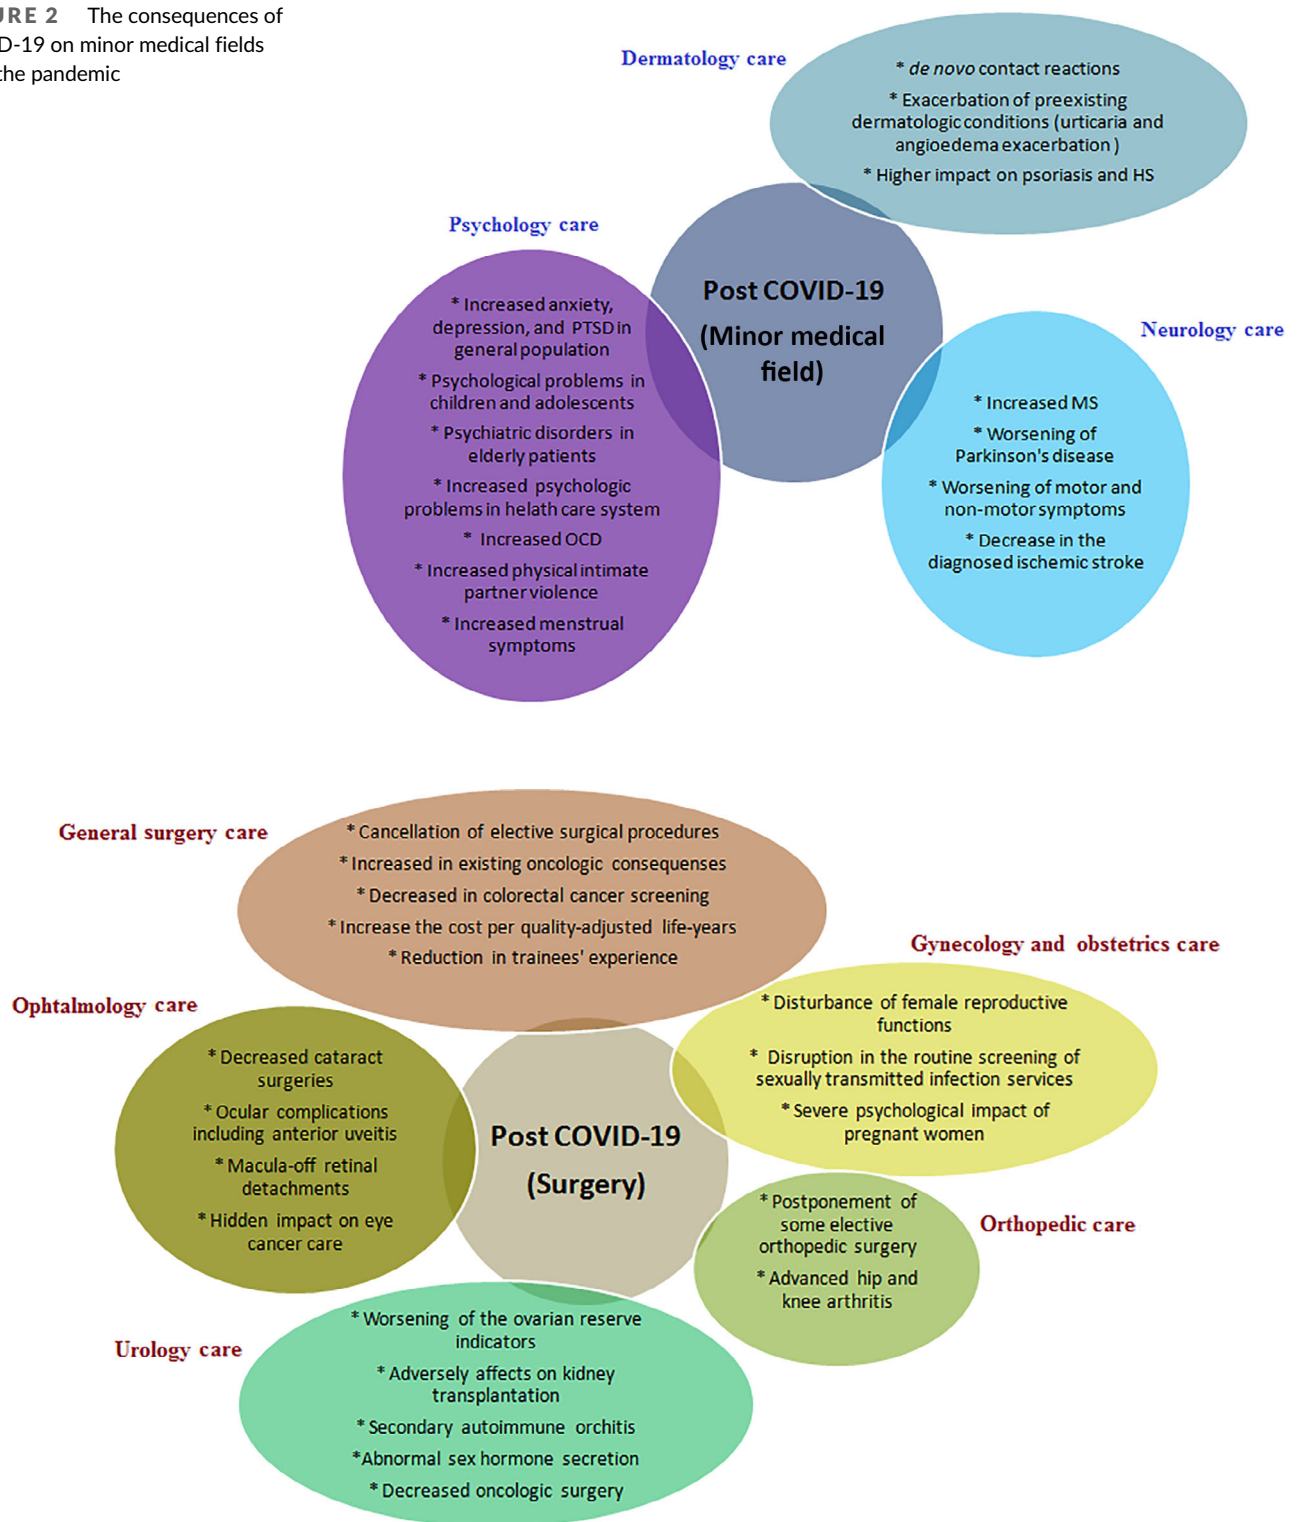 URE 2 The consequences of
D-19 on minor medical fields
the pandemic
Dermatology care
* de novo contact reactions
* Exacerbation of preexisting
dermatologic conditions (urticaria and
angioedema exacerbation )
* Higher impact on psoriasis and HS
Psychology care
* Increased anxiety,
depression, and PTSD in
general population
* Psychological problems in
children and adolescents
* Psychiatric disorders in
elderly patients
* Increased psychologic
problems in helath care system
* Increased OCD
* Increased physical intimate
partner violence
* Increased menstrual
symptoms
Post COVID-19
(Minor medical
field)
Neurology care
* Increased MS
* Worsening of
Parkinson's disease
* Worsening of motor and
non-motor symptoms
* Decrease in the
diagnosed ischemic stroke
General surgery care
* Cancellation of elective surgical procedures
* Increased in existing oncologic consequenses
* Decreased in colorectal cancer screening
* Increase the cost per quality-adjusted life-years
* Reduction in trainees' experience
Gynecology and obstetrics care
* Disturbance of female reproductive
functions
* Disruption in the routine screening of
sexually transmitted infection services
* Severe psychological impact of
pregnant women
Ophtalmology care
* Decreased cataract
surgeries
* Ocular complications
including anterior uveitis
* Macula-off retinal
detachments
* Hidden impact on eye
cancer care
Post COVID-19
(Surgery)
Orthopedic care
* Postponement of
some elective
orthopedic surgery
* Advanced hip and
knee arthritis
Urology care
* Worsening of the ovarian reserve
indicators
* Adversely affects on kidney
transplantation
* Secondary autoimmune orchitis
*Abnormal sex hormone secretion
* Decreased oncologic surgery